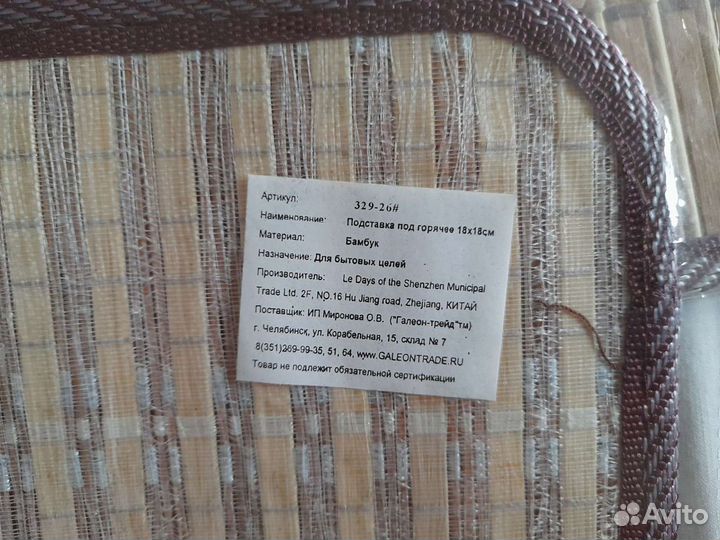 Артикул: 329-26#
Наименование: Подставка под горячее 18х18см
Материал: Бамбук
Назначение: Для бытовых целей
Производитель: Le Days of the Shenzhen Municipal
Trade Ltd. 2F, NO.16 Hu Jiang road, Zhejiang, КИТАЙ
Поставщик: ИП Миронова О.В. ("Галеон-трейд"тм)
г. Челябинск, ул. Корабельная, 15, склад № 7
8(351)269-99-35, 51, 64, www.GALEONTRADE.RU
Товар не подлежит обязательной сертификации
Avito